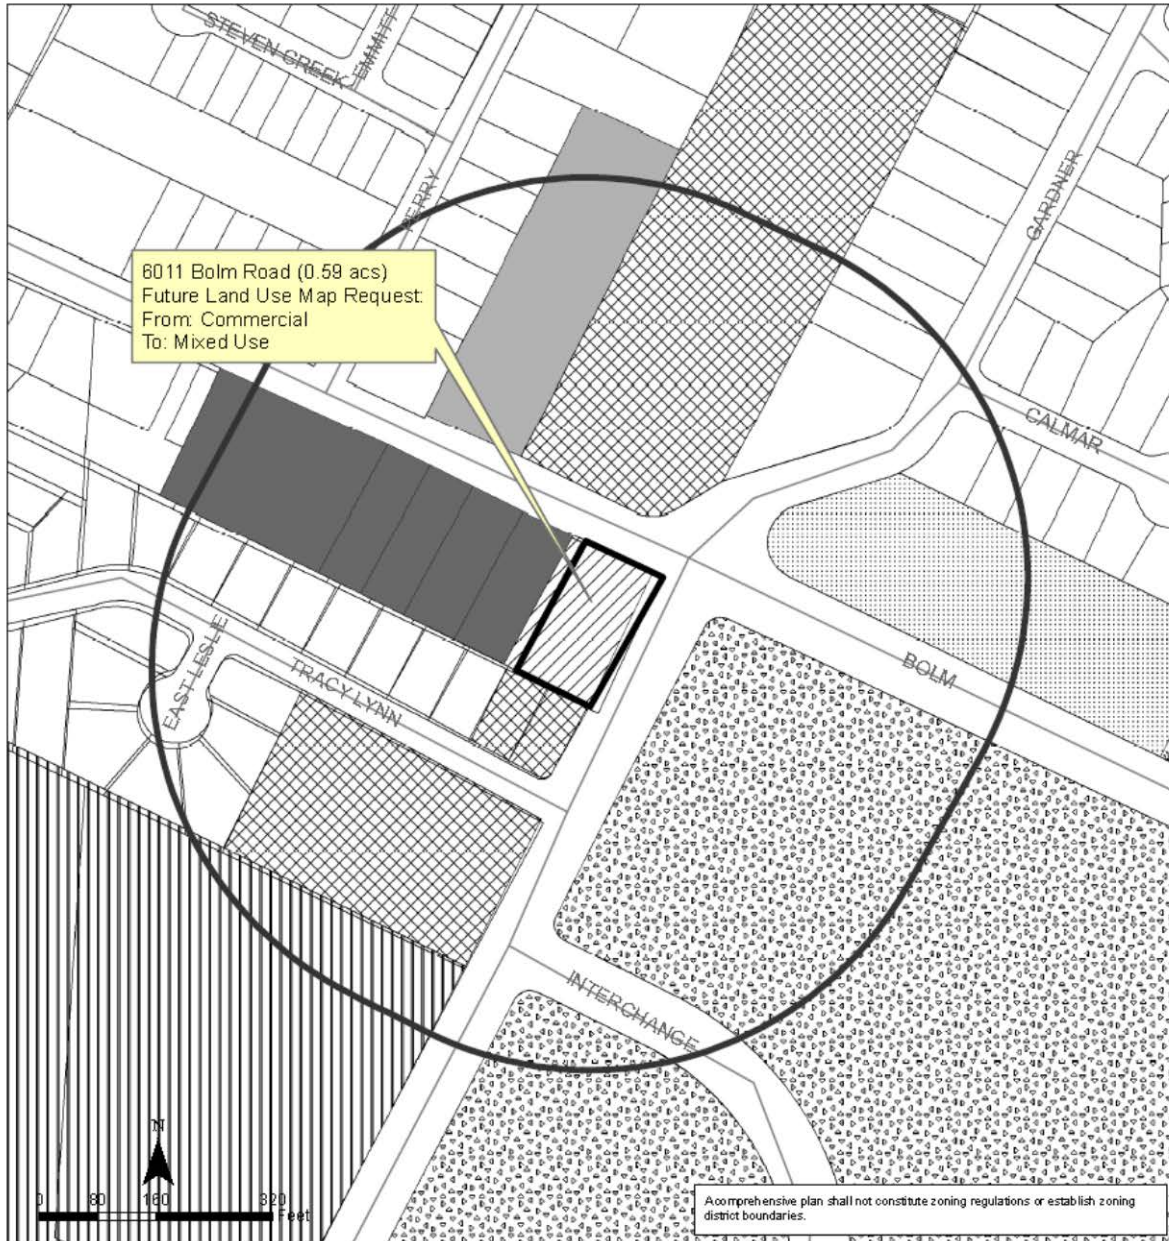 STEVEN CREEK
EMMITT
PERRY
GARDNER
6011 Bolm Road (0.59 acs)
Future Land Use Map Request:
From: Commercial
To: Mixed Use
CALMAR
BOLM
EAST LESLIE
TRACY LYNN
INTERCHANGE
N
0 80 160 320
Feet
A comprehensive plan shall not constitute zoning regulations or establish zoning
district boundaries.